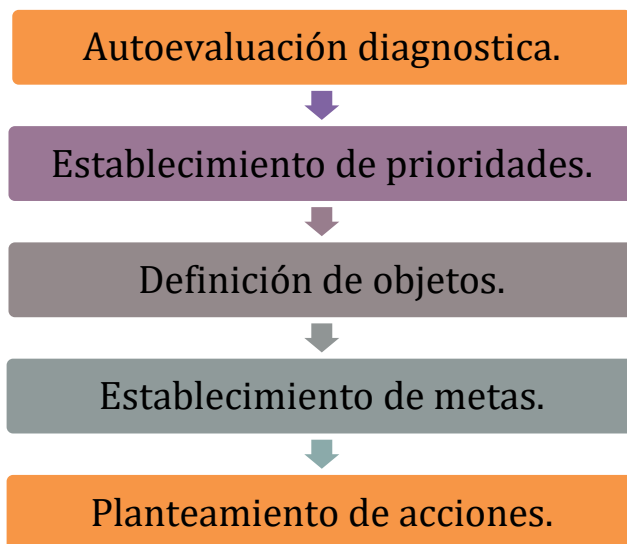 Autoevaluación diagnostica.
Establecimiento de prioridades.
Definición de objetos.
Establecimiento de metas.
Planteamiento de acciones.